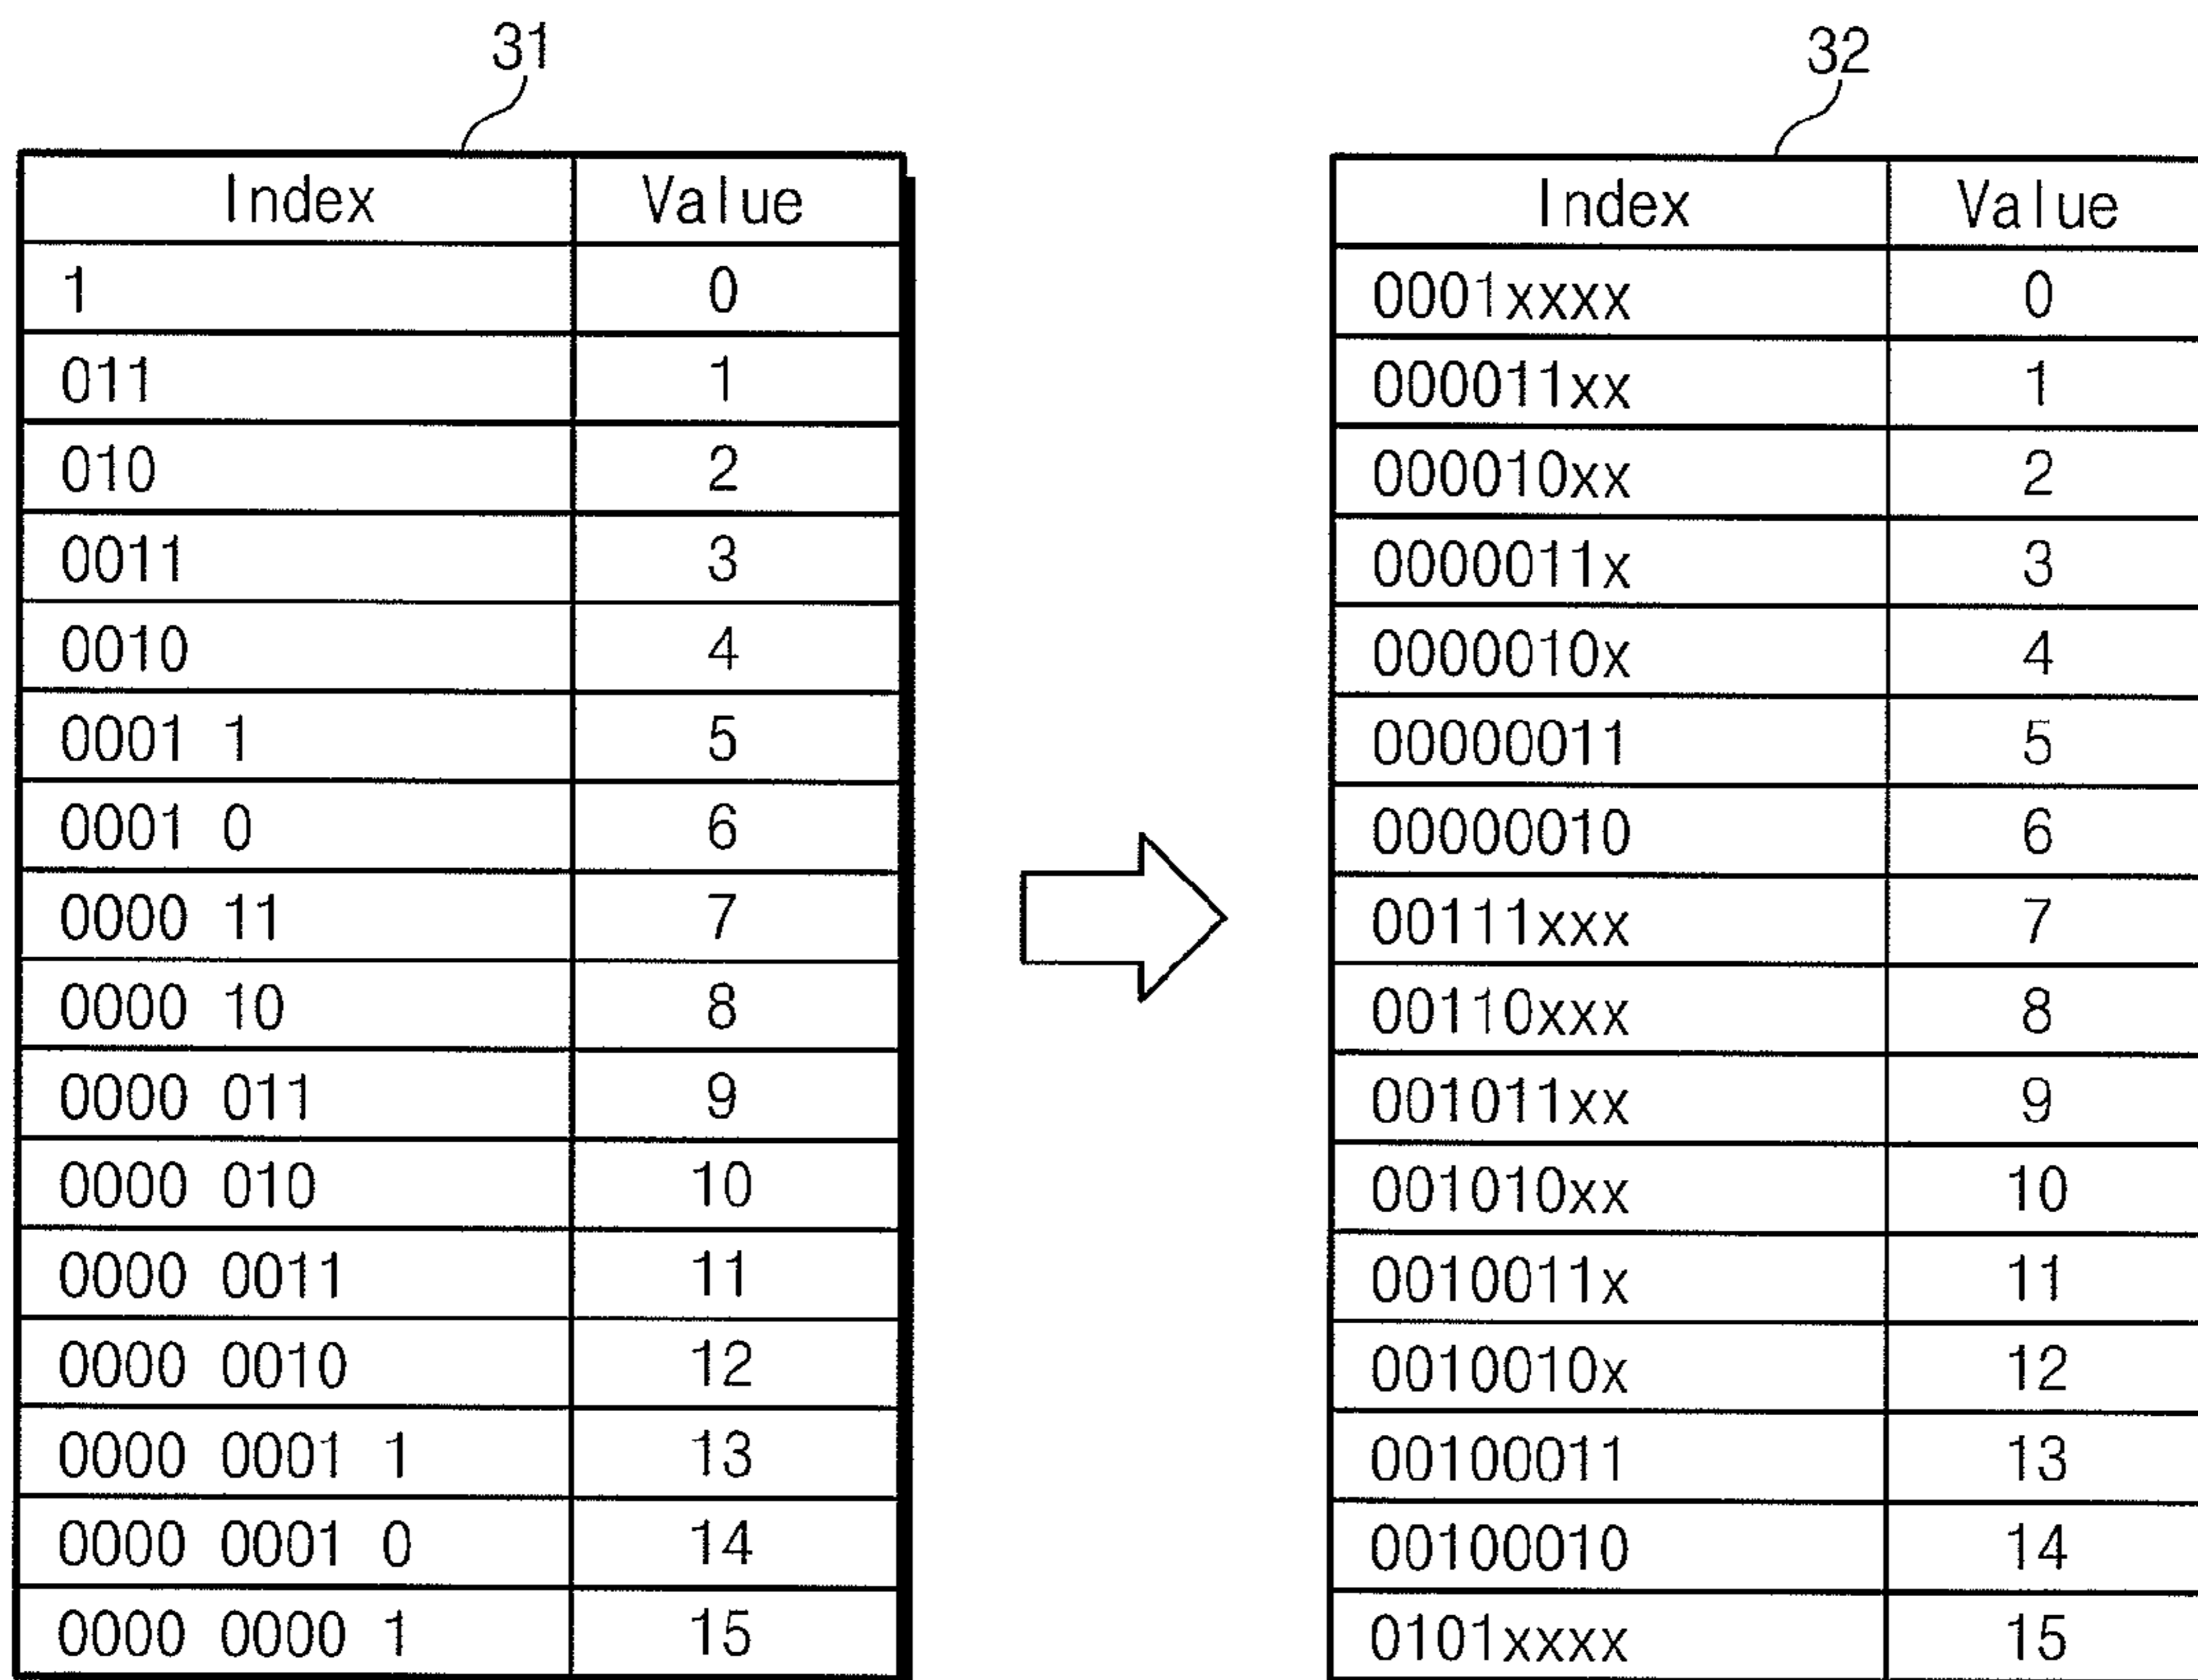 31
Index Value
1 0
011 1
010 2
0011 3
0010 4
0001 1 5
0001 0 6
0000 11 7
0000 10 8
0000 011 9
0000 010 10
0000 0011 11
0000 0010 12
0000 0001 1 13
0000 0001 0 14
0000 0000 1 15
32
Index Value
0001xxxx 0
000011xx 1
000010xx 2
0000011x 3
0000010x 4
00000011 5
00000010 6
00111xxx 7
00110xxx 8
001011xx 9
001010xx 10
0010011x 11
0010010x 12
00100011 13
00100010 14
0101xxxx 15